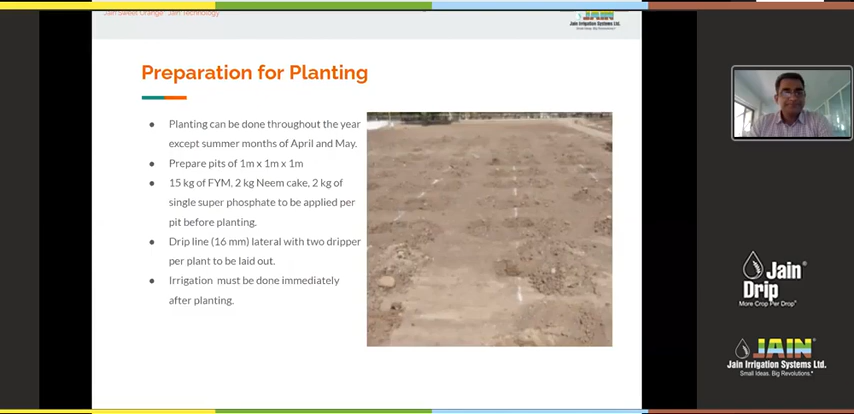 Jain Sweet Orange- Jain Technology
Jain Irrigation Systems Ltd.
Small Ideas. Big Revolutions.
Preparation for Planting
● Planting can be done throughout the year
except summer months of April and May.
● Prepare pits of 1m x 1m x 1m
● 15 kg of FYM, 2 kg Neem cake, 2 kg of
single super phosphate to be applied per
pit before planting.
● Drip line (16 mm) lateral with two dripper
per plant to be laid out.
● Irrigation must be done immediately
after planting.
Jain®
Drip
More Crop Per Drop®
JAIN®
Jain Irrigation Systems Ltd.
Small Ideas. Big Revolutions.®